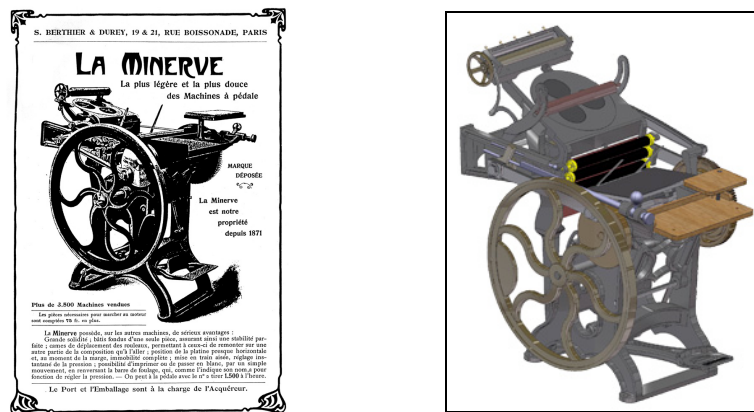 S. BERTHIER & DUREY, 19 & 21, RUE BOISSONADE, PARIS
LA MINERVE
La plus légère et la plus douce
des Machines à pédale
MARQUE
DÉPOSÉE
La Minerve
est notre
propriété
depuis 1871
Plus de 3.500 Machines vendues
Les pièces nécessaires pour marcher au moteur
sont comptées 75 fr. en plus.
La Minerve possède, sur les autres machines, de sérieux avantages :
Grande solidité ; bâtis fondus d'une seule pièce, assurant ainsi une stabilité par-
faite ; cames de déplacement des rouleaux, permettant à ceux-ci de remonter sur une
autre partie de la composition qu'à l'aller ; position de la platine presque horizontale
et, au moment de la marge, immobilité complète ; mise en train aisée, réglage ins-
tantané de la pression ; possibilité d'imprimer ou de passer en blanc, par un simple
mouvement, en renversant la barre de foulage, qui, comme l'indique son nom, a pour
fonction de régler la pression. — On peut à la pédale avec le nº 2 tirer 1.500 à l'heure.
Le Port et l'Emballage sont à la charge de l'Acquéreur.